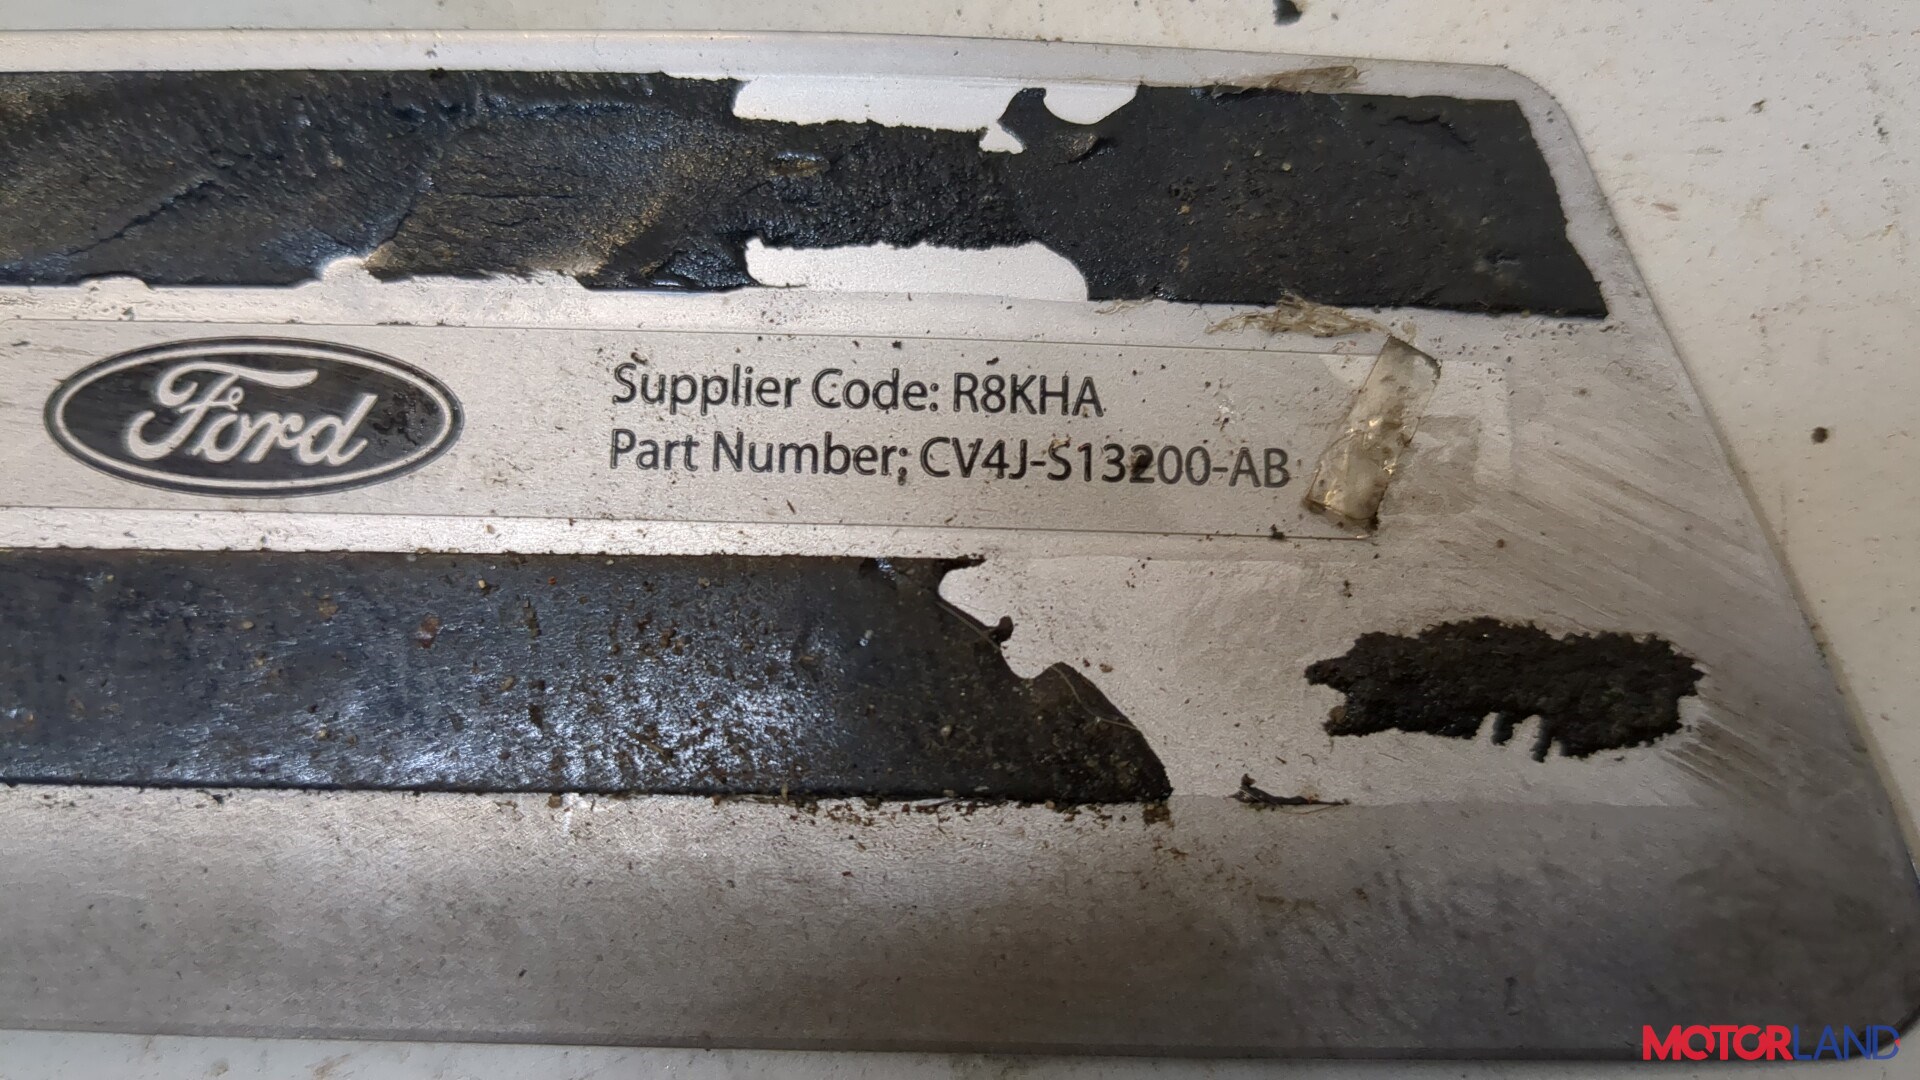 Ford
Supplier Code: R8KHA
Part Number; CV4J-S13200-AB
MOTORLAND